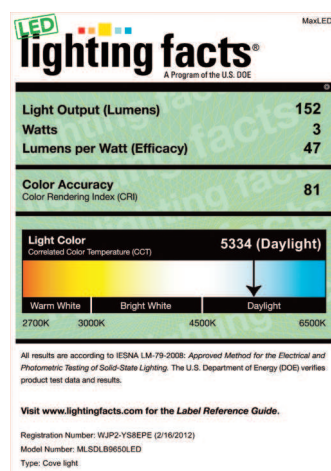 MaxLED
LED
lighting facts®
A Program of the U.S. DOE
Light Output (Lumens) 152
Watts 3
Lumens per Watt (Efficacy) 47
Color Accuracy 81
Color Rendering Index (CRI)
Light Color 5334 (Daylight)
Correlated Color Temperature (CCT)
Warm White Bright White Daylight
2700K 3000K 4500K 6500K
All results are according to IESNA LM-79-2008: Approved Method for the Electrical and
Photometric Testing of Solid-State Lighting. The U.S. Department of Energy (DOE) verifies
product test data and results.
Visit www.lightingfacts.com for the Label Reference Guide.
Registration Number: WJP2-YS8EPE (2/16/2012)
Model Number: MLSDLB9650LED
Type: Cove light